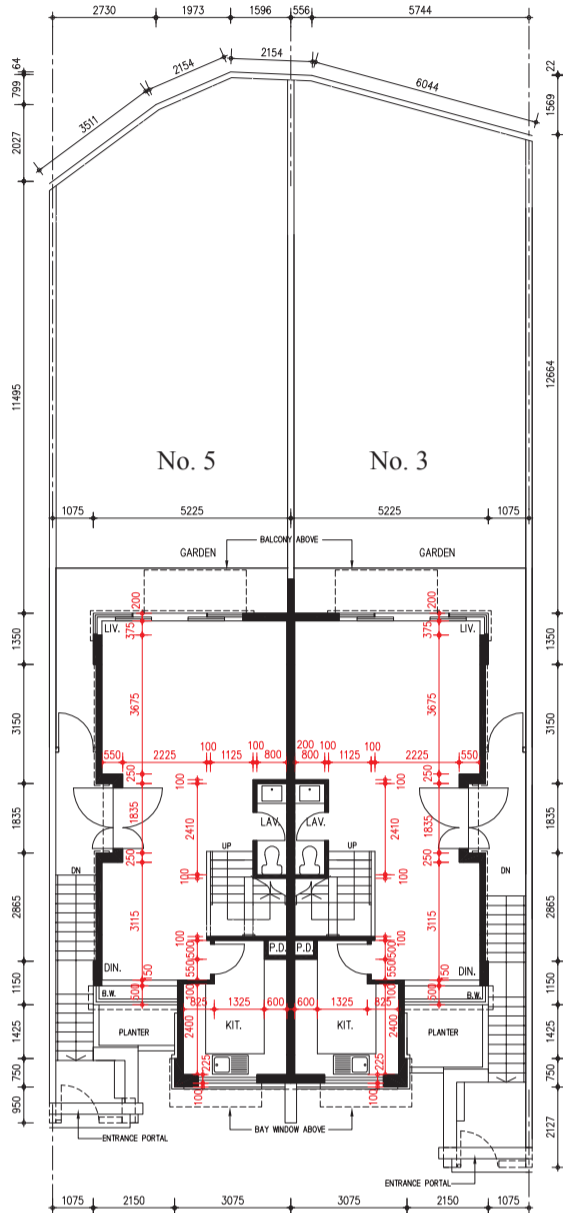 2730 1973 1596 556 5744
64 2154 2154 22
799 3511 6044 1569
2027
11495 12664
No. 5 No. 3
1075 5225 5225 1075
BALCONY ABOVE
GARDEN GARDEN
200 200
LIV. 375 375 LIV.
1350 1350
3675 3675
3150 3150
100 100 200 100
550 2225 1125 800 800 1125 2225 550
250 100 100 250
1835 1835 2410 2410 1835 1835
LAV. LAV.
250 UP UP 250
100 100
DN DN
2865 3115 3115 2865
100 100
500 P.D. P.D. 500
DIN. 150 550 550 150 DIN.
B.W. 500 100 100 500 B.W.
1150 1150
825 1325 600 600 1325 825
PLANTER 2400 KIT. KIT. 2400 PLANTER
1425 1425
225 225
750 100 100 750
950 2127
BAY WINDOW ABOVE
ENTRANCE PORTAL
ENTRANCE PORTAL
1075 2150 3075 3075 2150 1075